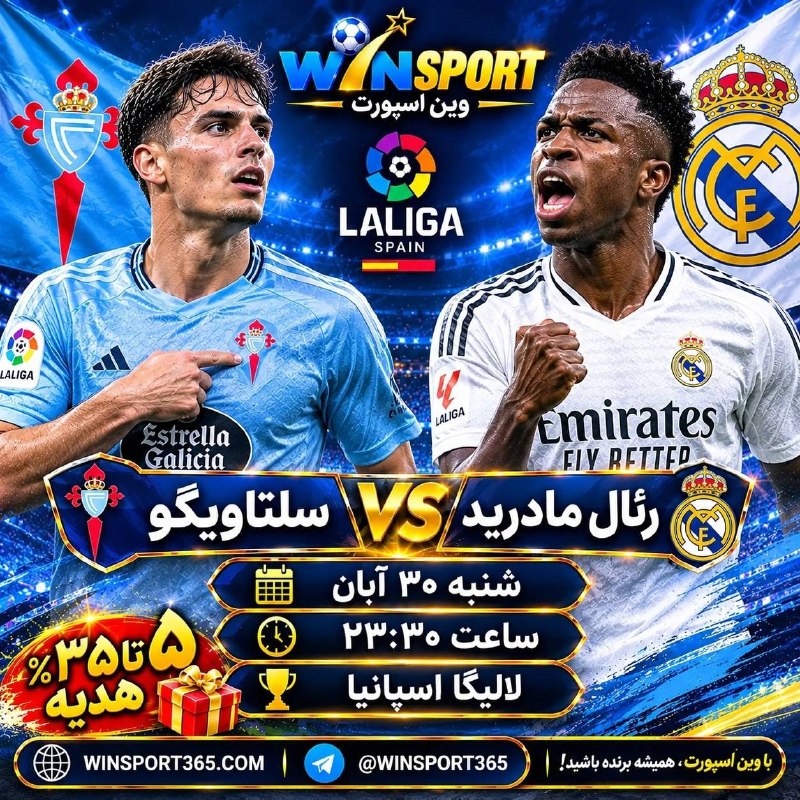 WINSPORT
وین اسپورت
LALIGA
SPAIN
LALIGA
Estrella
Galicia
LALIGA
Emirates
FLY BETTER
سلتاویگو
VS
رئال مادرید
شنبه ۳۰ آبان
ساعت ۲۳:۳۰
لالیگا اسپانیا
۵ تا ۳۵%
هدیه
WINSPORT365.COM
@WINSPORT365
با وین اسپورت، همیشه برنده باشید!